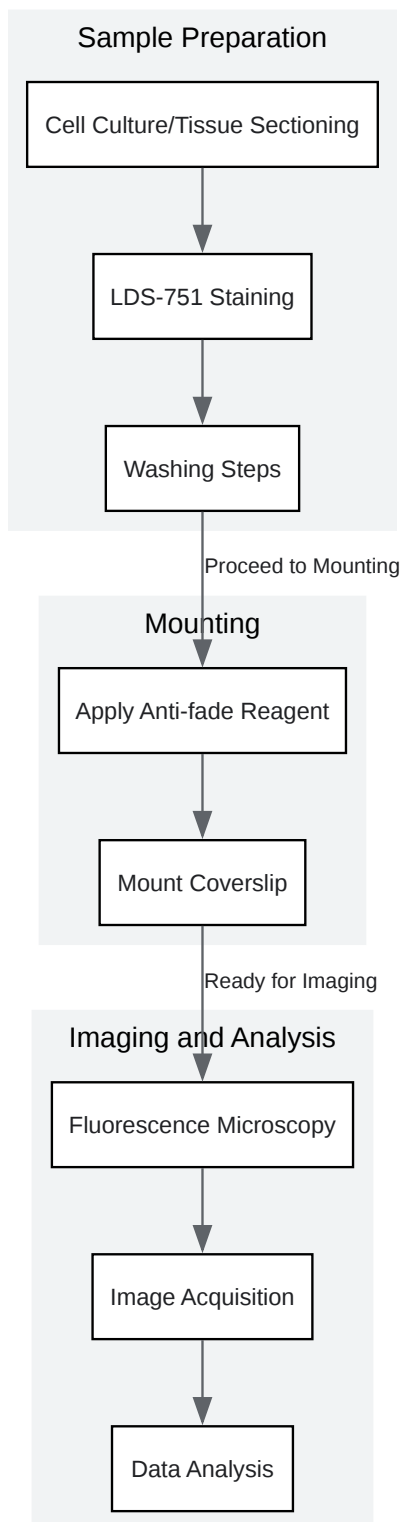 Sample Preparation
Cell Culture/Tissue Sectioning
LDS-751 Staining
Washing Steps
Proceed to Mounting
Mounting
Apply Anti-fade Reagent
Mount Coverslip
Ready for Imaging
Imaging and Analysis
Fluorescence Microscopy
Image Acquisition
Data Analysis